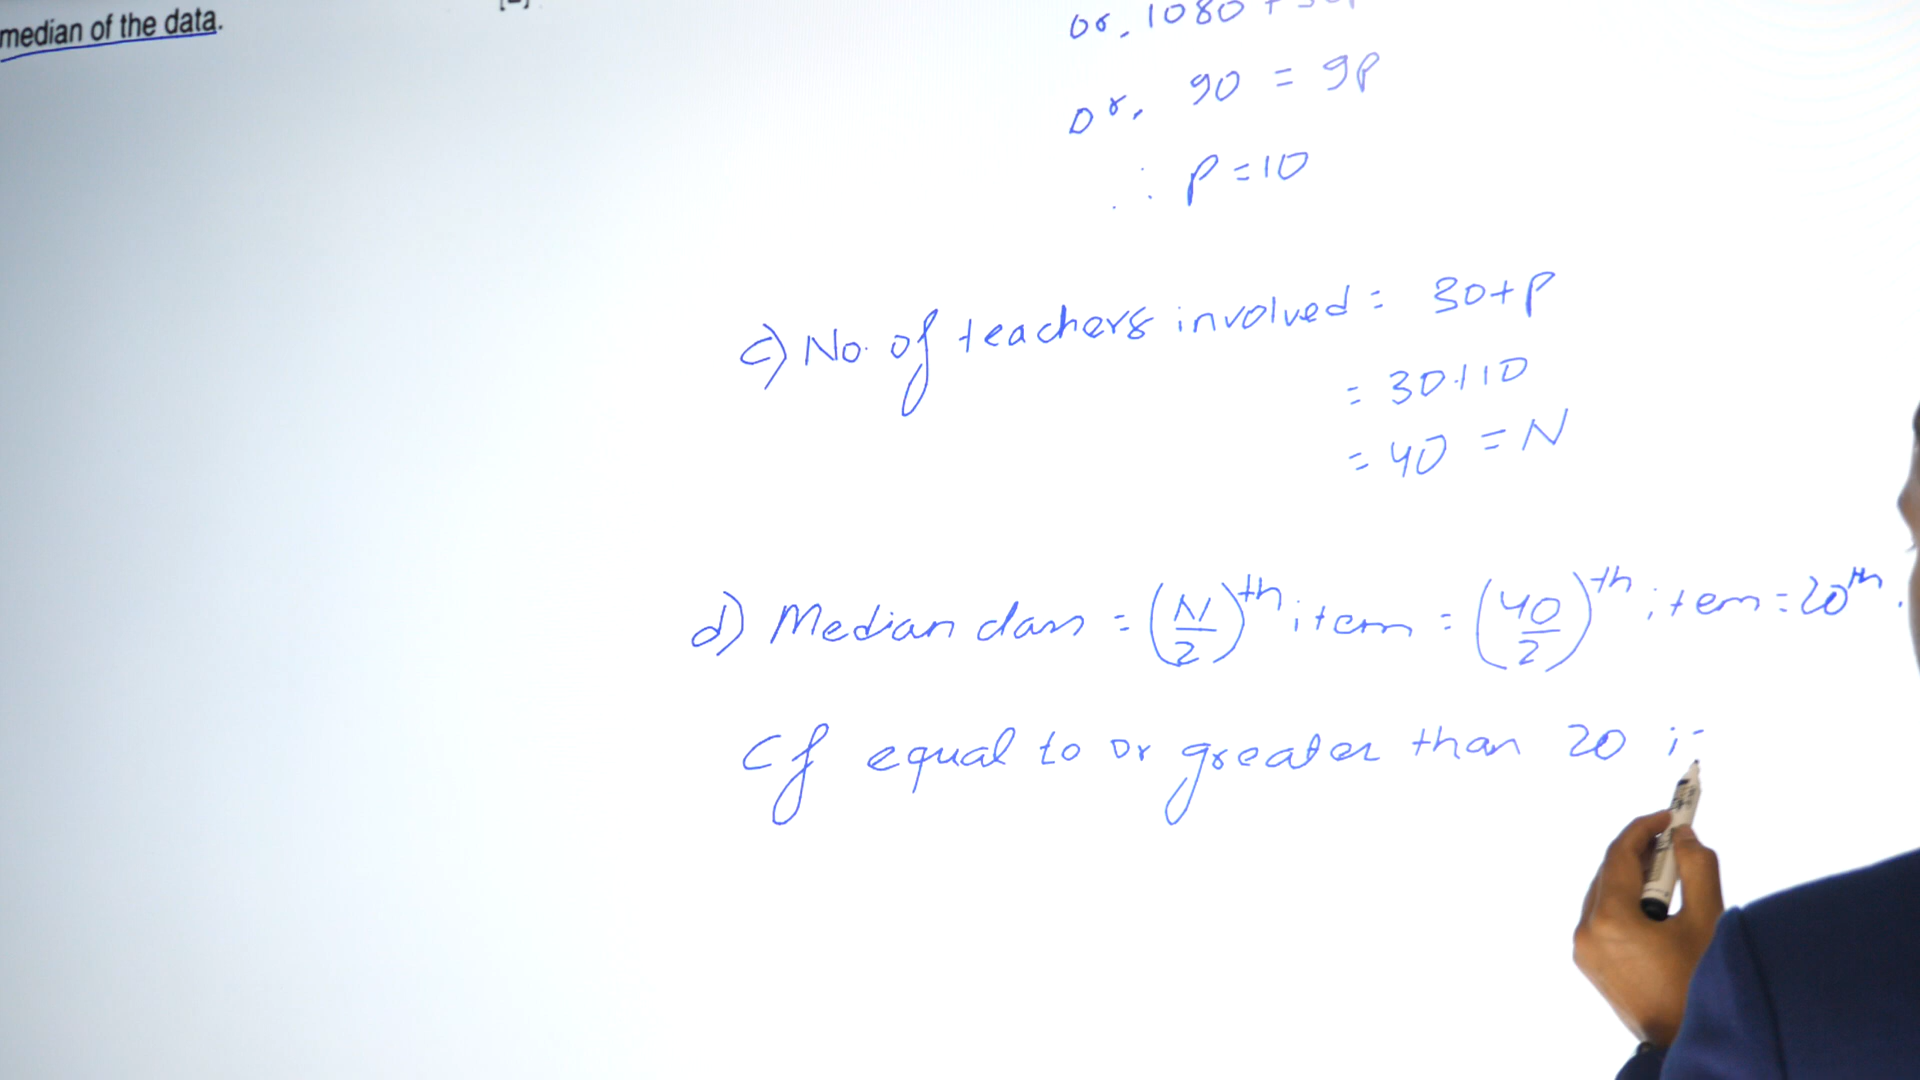 median of the data.
or, 1080 +
or, 90 = 9p
∴ p = 10
c) No. of teachers involved = 30+p
= 30+10
= 40 = N
d) Median class = (N/2)th item = (40/2)th item = 20th
cf equal to or greater than 20 i